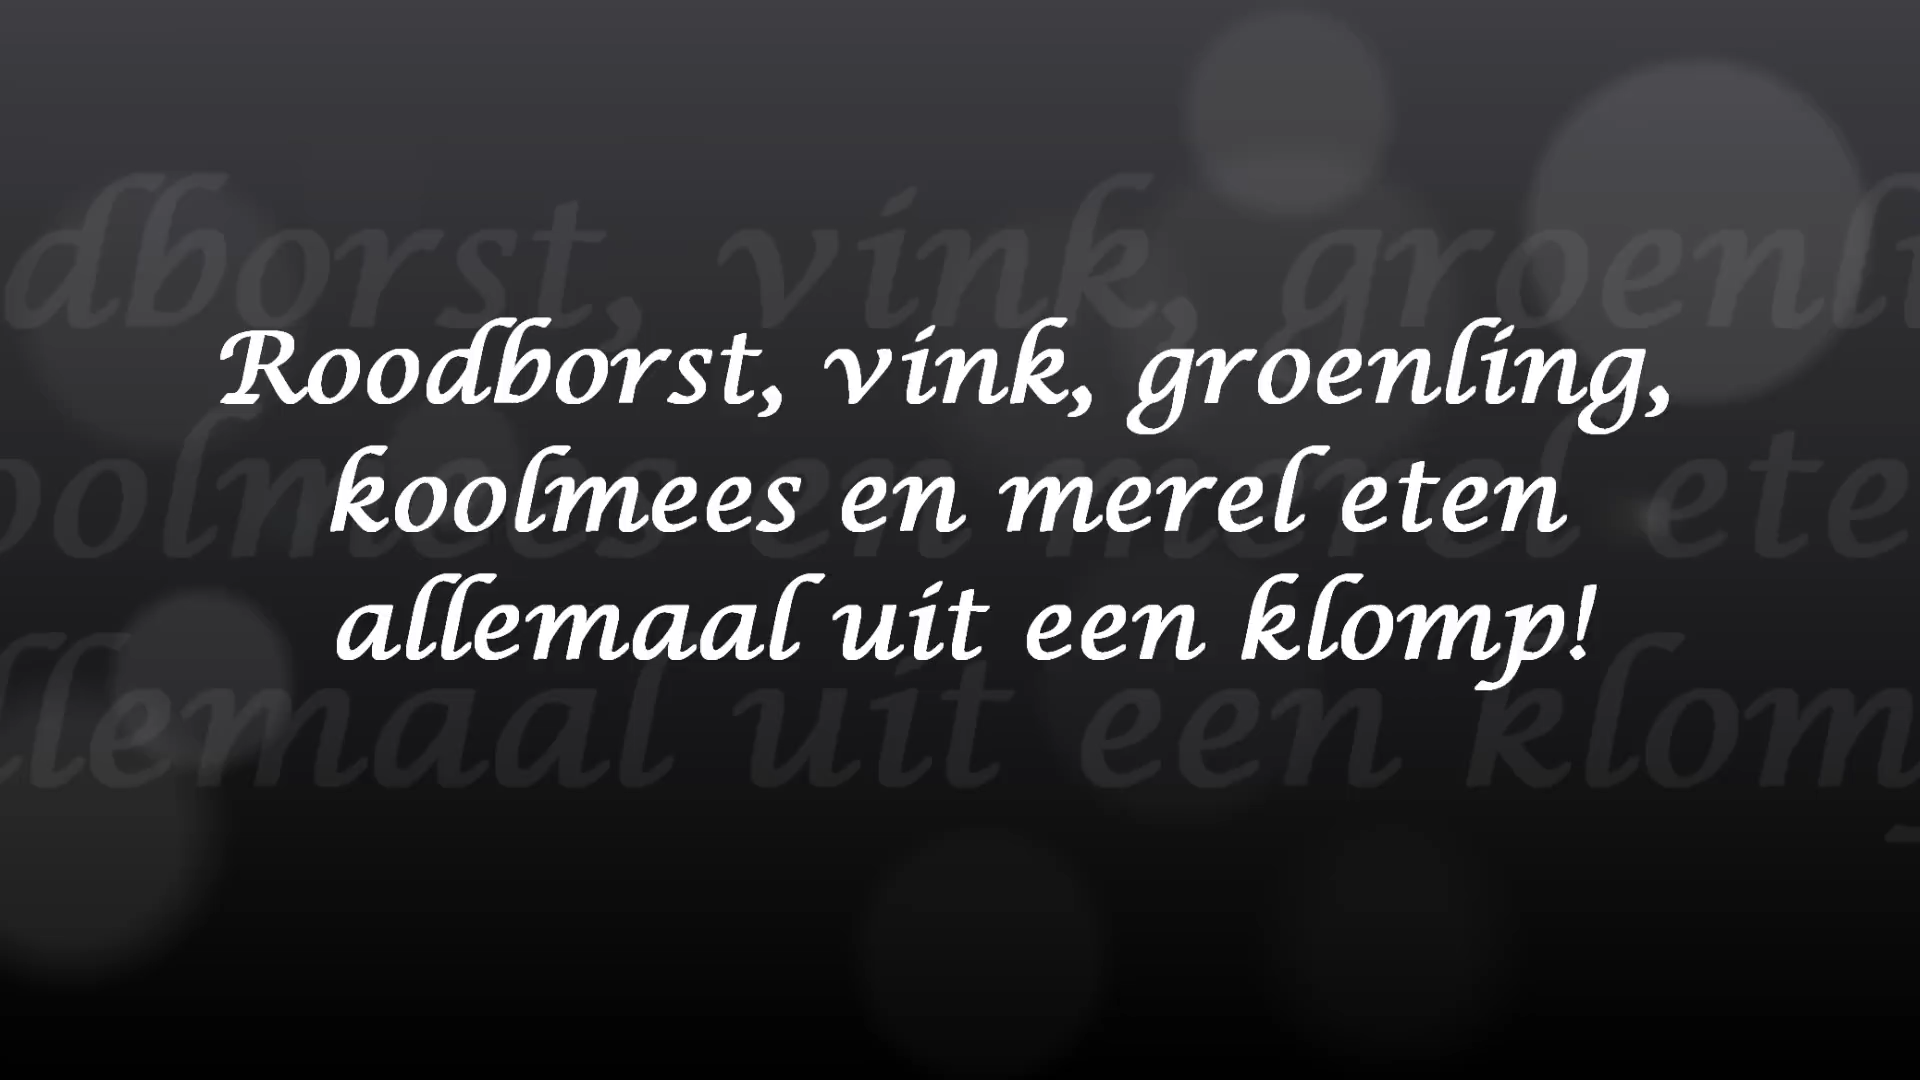 Roodborst, vink, groenling,
koolmees en merel eten
allemaal uit een klomp!